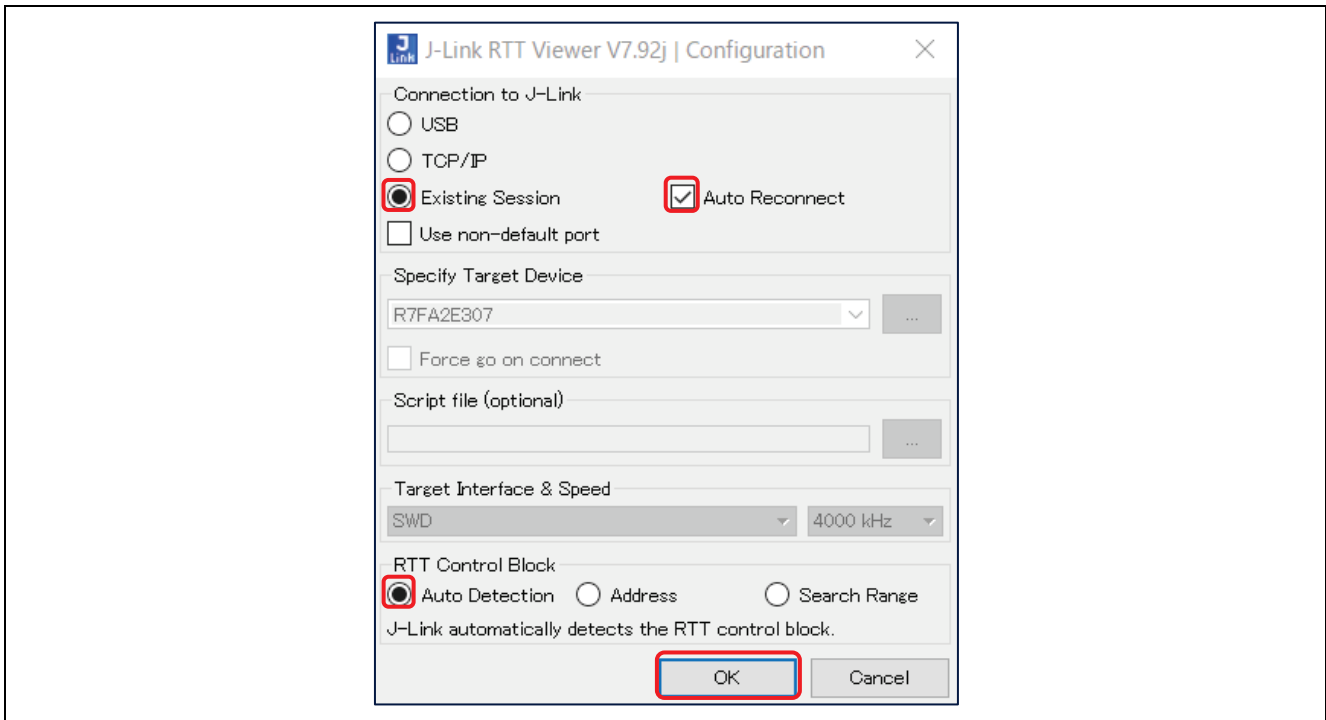 J Link J-Link RTT Viewer V7.92j | Configuration
Connection to J-Link
USB
TCP/IP
Existing Session Auto Reconnect
Use non-default port
Specify Target Device
R7FA2E307 ...
Force go on connect
Script file (optional)
...
Target Interface & Speed
SWD 4000 kHz
RTT Control Block
Auto Detection Address Search Range
J-Link automatically detects the RTT control block.
OK Cancel